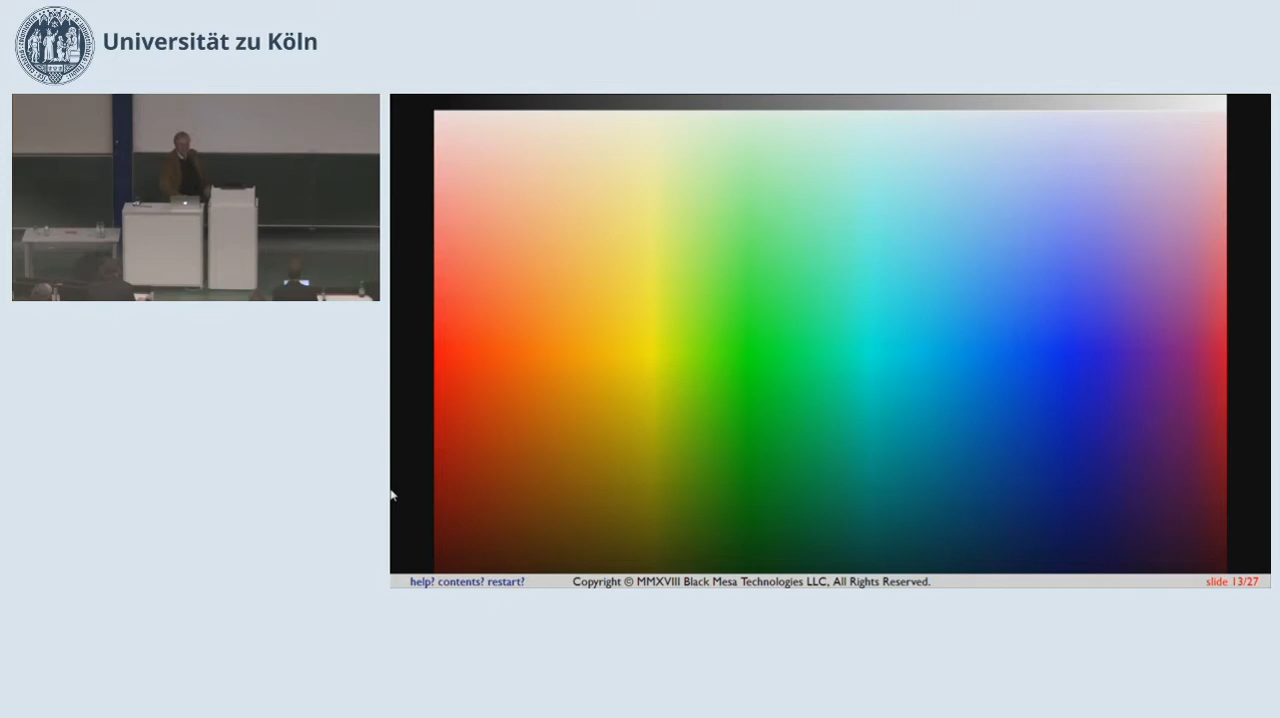 Universität zu Köln
help? contents? restart?
Copyright © MMXVIII Black Mesa Technologies LLC, All Rights Reserved.
slide 13/27